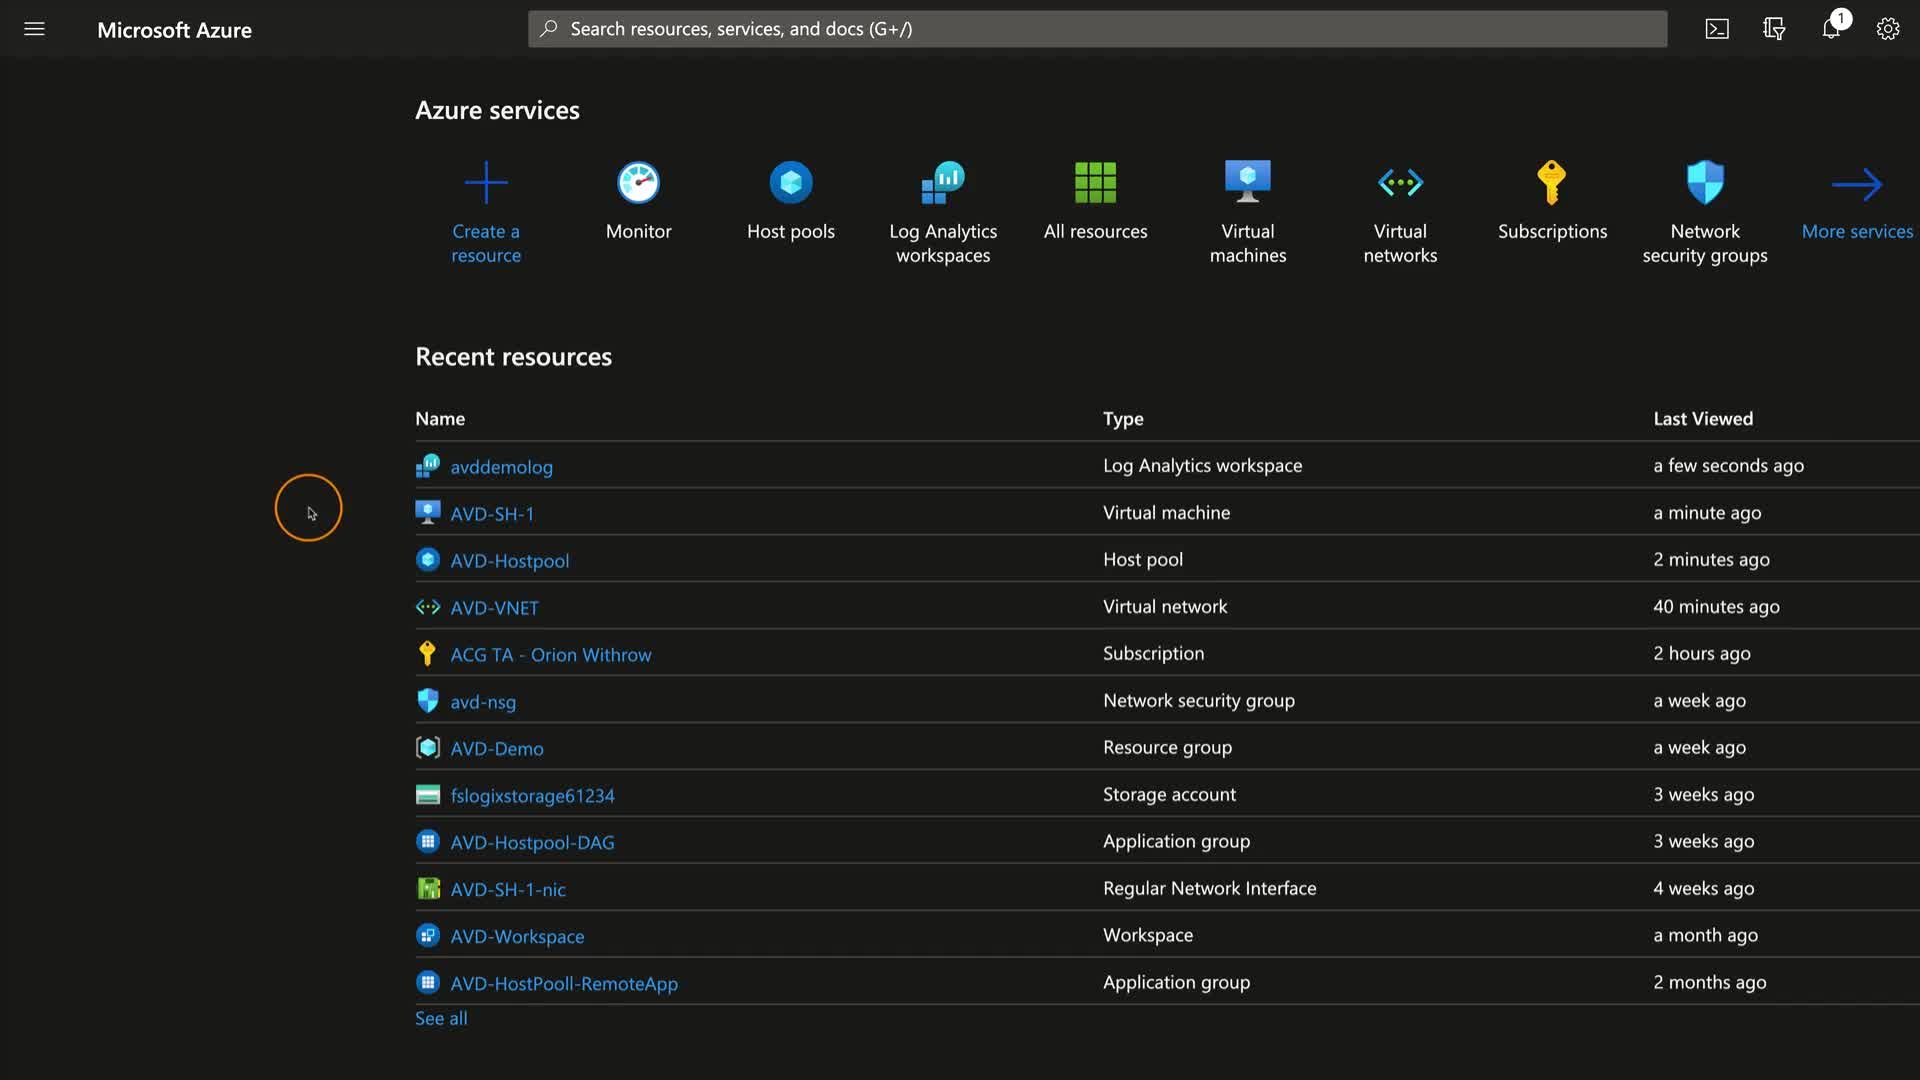 Microsoft Azure
Search resources, services, and docs (G+/)
1
Azure services
Create a
resource
Monitor
Host pools
Log Analytics
workspaces
All resources
Virtual
machines
Virtual
networks
Subscriptions
Network
security groups
More services
Recent resources
Name Type Last Viewed
avddemolog Log Analytics workspace a few seconds ago
AVD-SH-1 Virtual machine a minute ago
AVD-Hostpool Host pool 2 minutes ago
AVD-VNET Virtual network 40 minutes ago
ACG TA - Orion Withrow Subscription 2 hours ago
avd-nsg Network security group a week ago
AVD-Demo Resource group a week ago
fslogixstorage61234 Storage account 3 weeks ago
AVD-Hostpool-DAG Application group 3 weeks ago
AVD-SH-1-nic Regular Network Interface 4 weeks ago
AVD-Workspace Workspace a month ago
AVD-HostPooll-RemoteApp Application group 2 months ago
See all